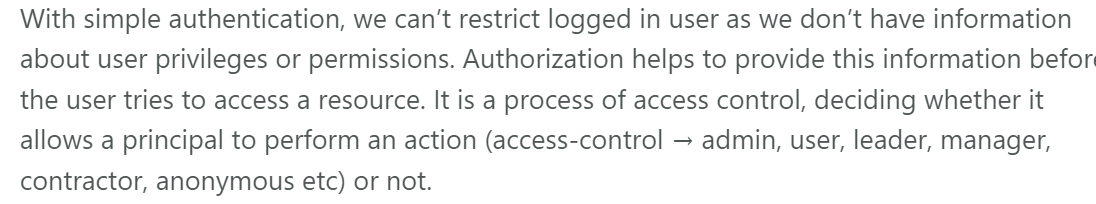 With simple authentication, we can’t restrict logged in user as we don’t have information
about user privileges or permissions. Authorization helps to provide this information befor
the user tries to access a resource. It is a process of access control, deciding whether it
allows a principal to perform an action (access-control → admin, user, leader, manager,
contractor, anonymous etc) or not.